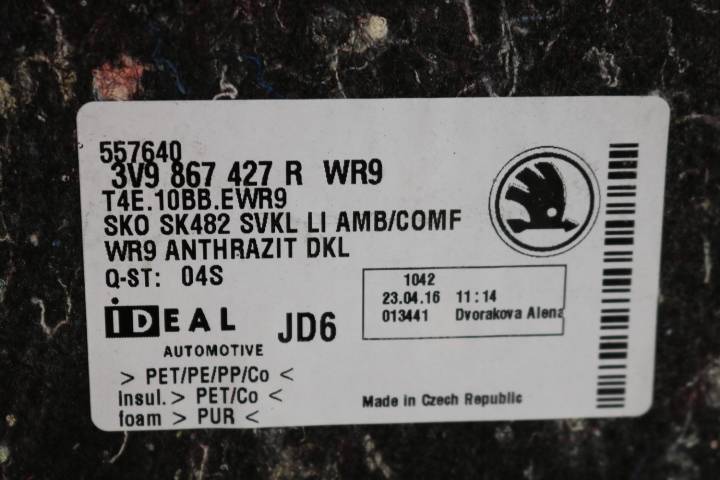 557640
3V9 867 427 R WR9
T4E.10BB.EWR9
SKO SK482 SVKL LI AMB/COMF
WR9 ANTHRAZIT DKL
Q-ST: 04S
1042
23.04.16 11:14
013441 Dvorakova Alena
iDEAL
AUTOMOTIVE
JD6
> PET/PE/PP/Co <
insul.> PET/Co <
foam > PUR <
Made in Czech Republic